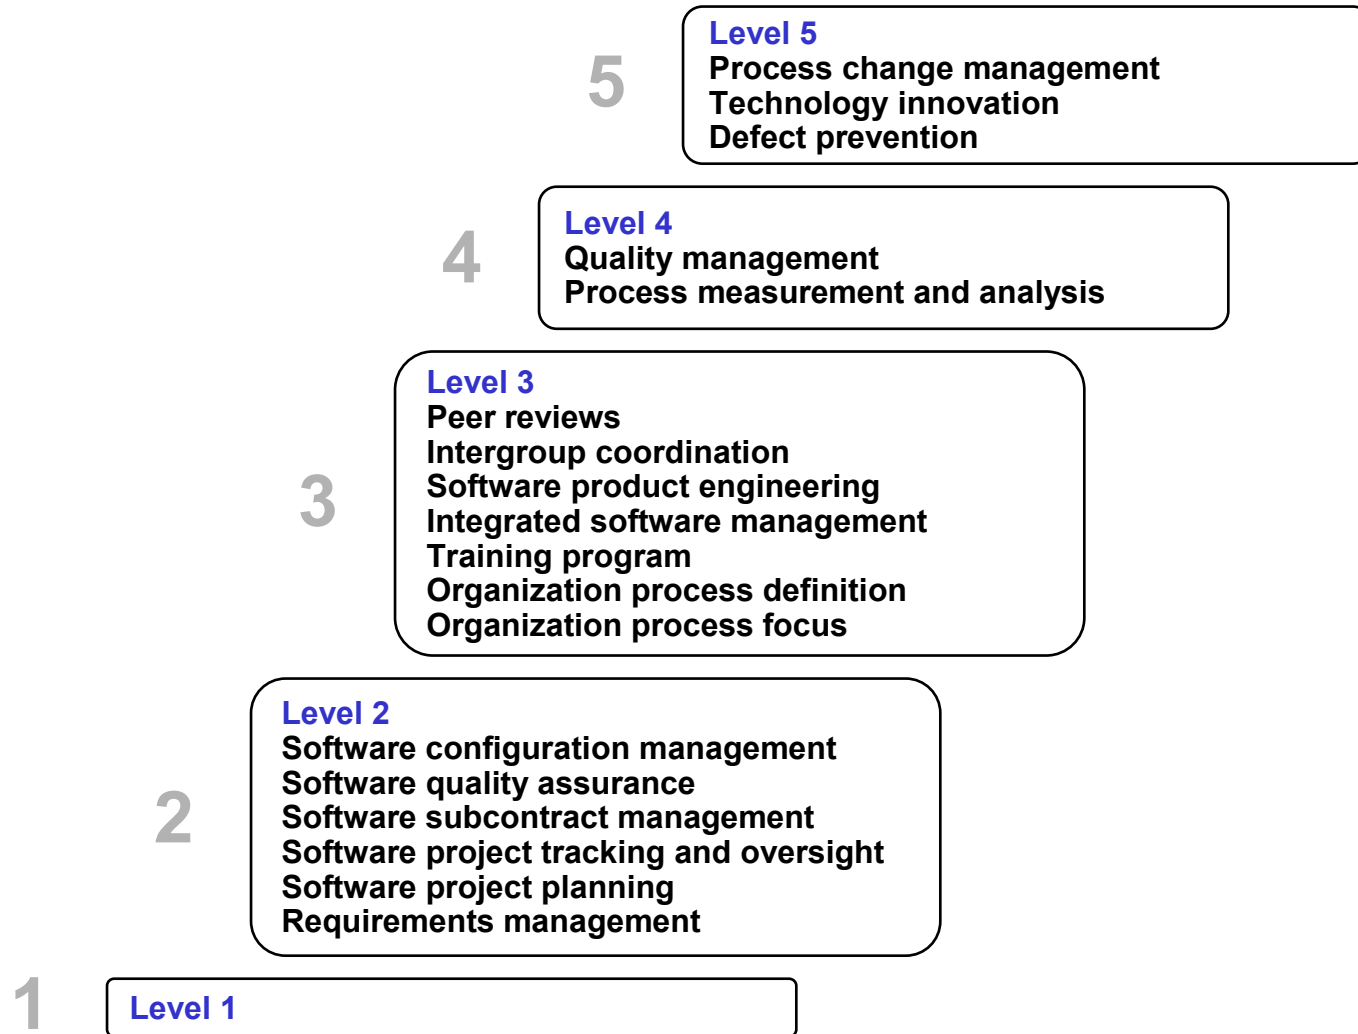 5
Level 5
Process change management
Technology innovation
Defect prevention
4
Level 4
Quality management
Process measurement and analysis
3
Level 3
Peer reviews
Intergroup coordination
Software product engineering
Integrated software management
Training program
Organization process definition
Organization process focus
2
Level 2
Software configuration management
Software quality assurance
Software subcontract management
Software project tracking and oversight
Software project planning
Requirements management
1
Level 1